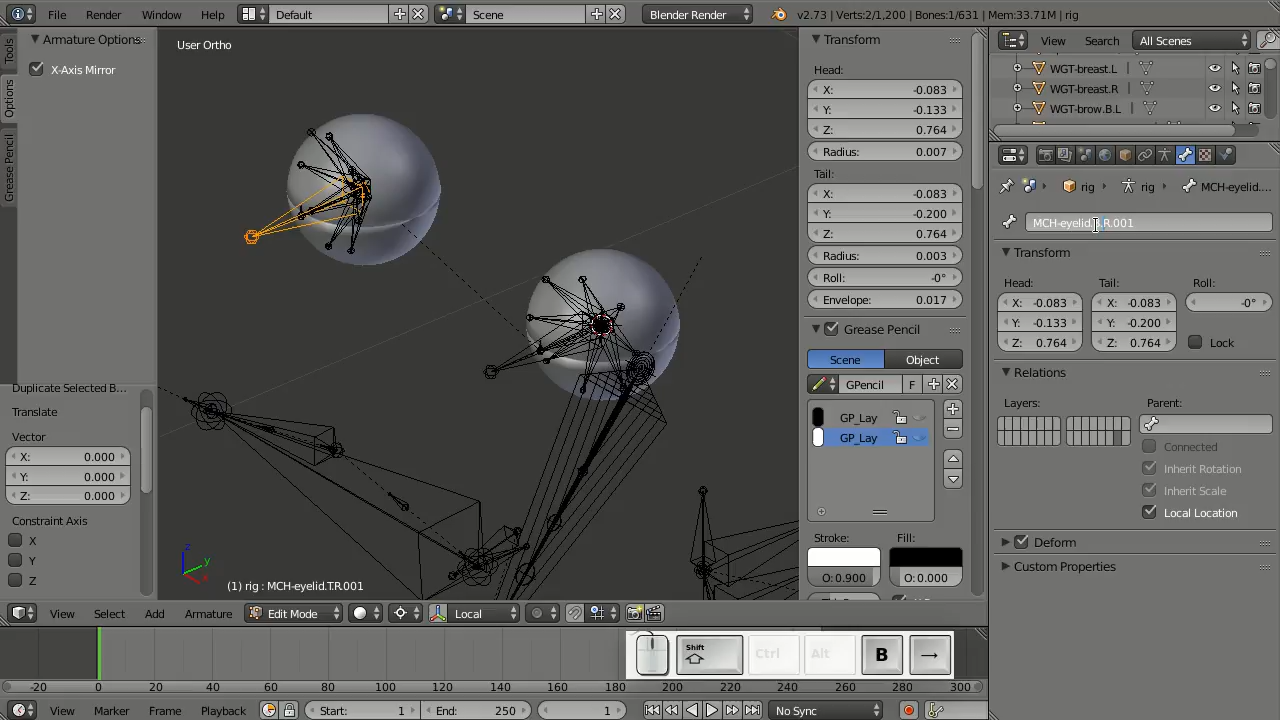 File Render Window Help Default Scene Blender Render v2.73 | Verts:2/1,200 | Bones:1/631 | Mem:33.71M | rig
Tools
Options
Grease Pencil
Armature Options
X-Axis Mirror
Duplicate Selected B...
Translate
Vector
X: 0.000
Y: 0.000
Z: 0.000
Constraint Axis
X
Y
Z
User Ortho
(1) rig : MCH-eyelid.T.R.001
z
y
x
Transform
Head:
X: -0.083
Y: -0.133
Z: 0.764
Radius: 0.007
Tail:
X: -0.083
Y: -0.200
Z: 0.764
Radius: 0.003
Roll: -0°
Envelope: 0.017
Grease Pencil
Scene Object
GPencil F
GP_Lay
GP_Lay
Stroke: Fill:
O: 0.900 O: 0.000
View Search All Scenes
WGT-breast.L
WGT-breast.R
WGT-brow.B.L
rig rig MCH-eyelid....
MCH-eyelid.T.R.001
Transform
Head: Tail: Roll:
X: -0.083 X: -0.083 -0°
Y: -0.133 Y: -0.200
Z: 0.764 Z: 0.764 Lock
Relations
Layers: Parent:
Connected
Inherit Rotation
Inherit Scale
Local Location
Deform
Custom Properties
View Select Add Armature Edit Mode Local
Shift Ctrl Alt B →
-20 0 20 40 60 80 100 120 140 160 180 200 220 240 260 280 300
View Marker Frame Playback Start: 1 End: 250 1 No Sync